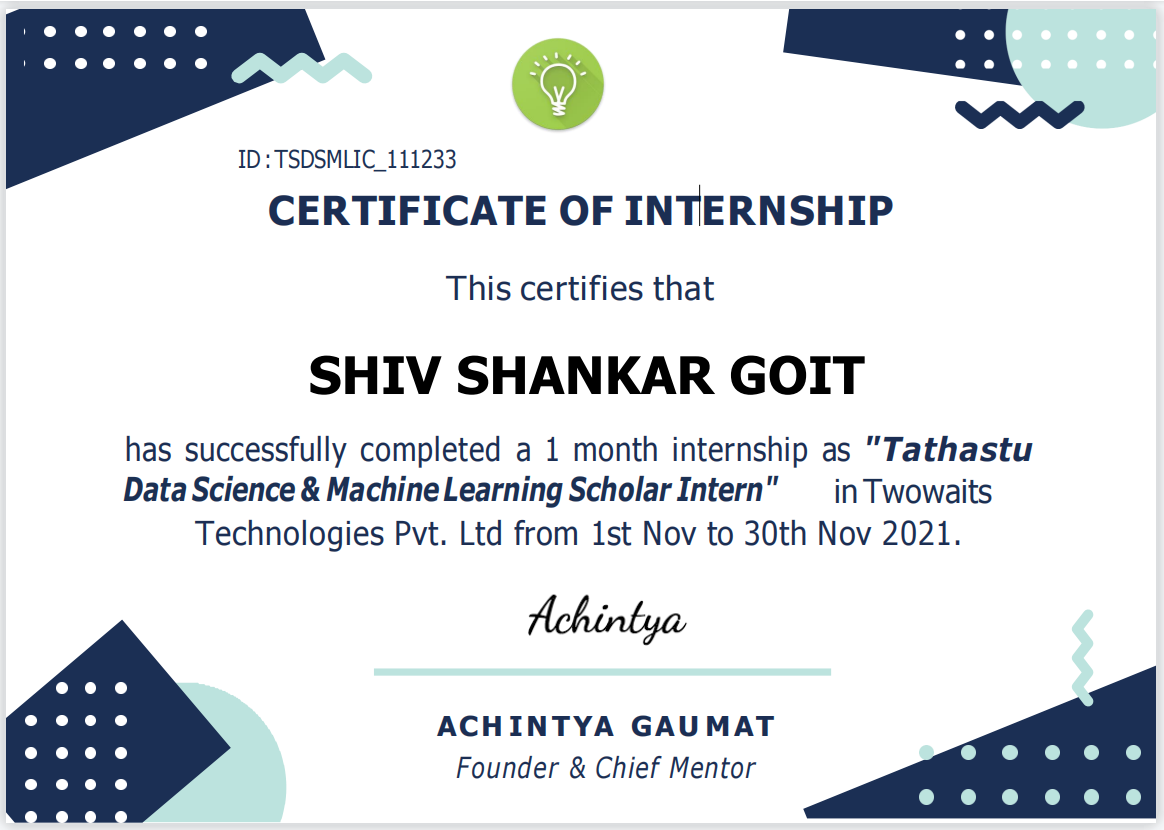 ID : TSDSMLIC_111233
CERTIFICATE OF INTERNSHIP
This certifies that
SHIV SHANKAR GOIT
has successfully completed a 1 month internship as "Tathastu
Data Science & Machine Learning Scholar Intern" in Twowaits
Technologies Pvt. Ltd from 1st Nov to 30th Nov 2021.
Achintya
ACHINTYA GAUMAT
Founder & Chief Mentor